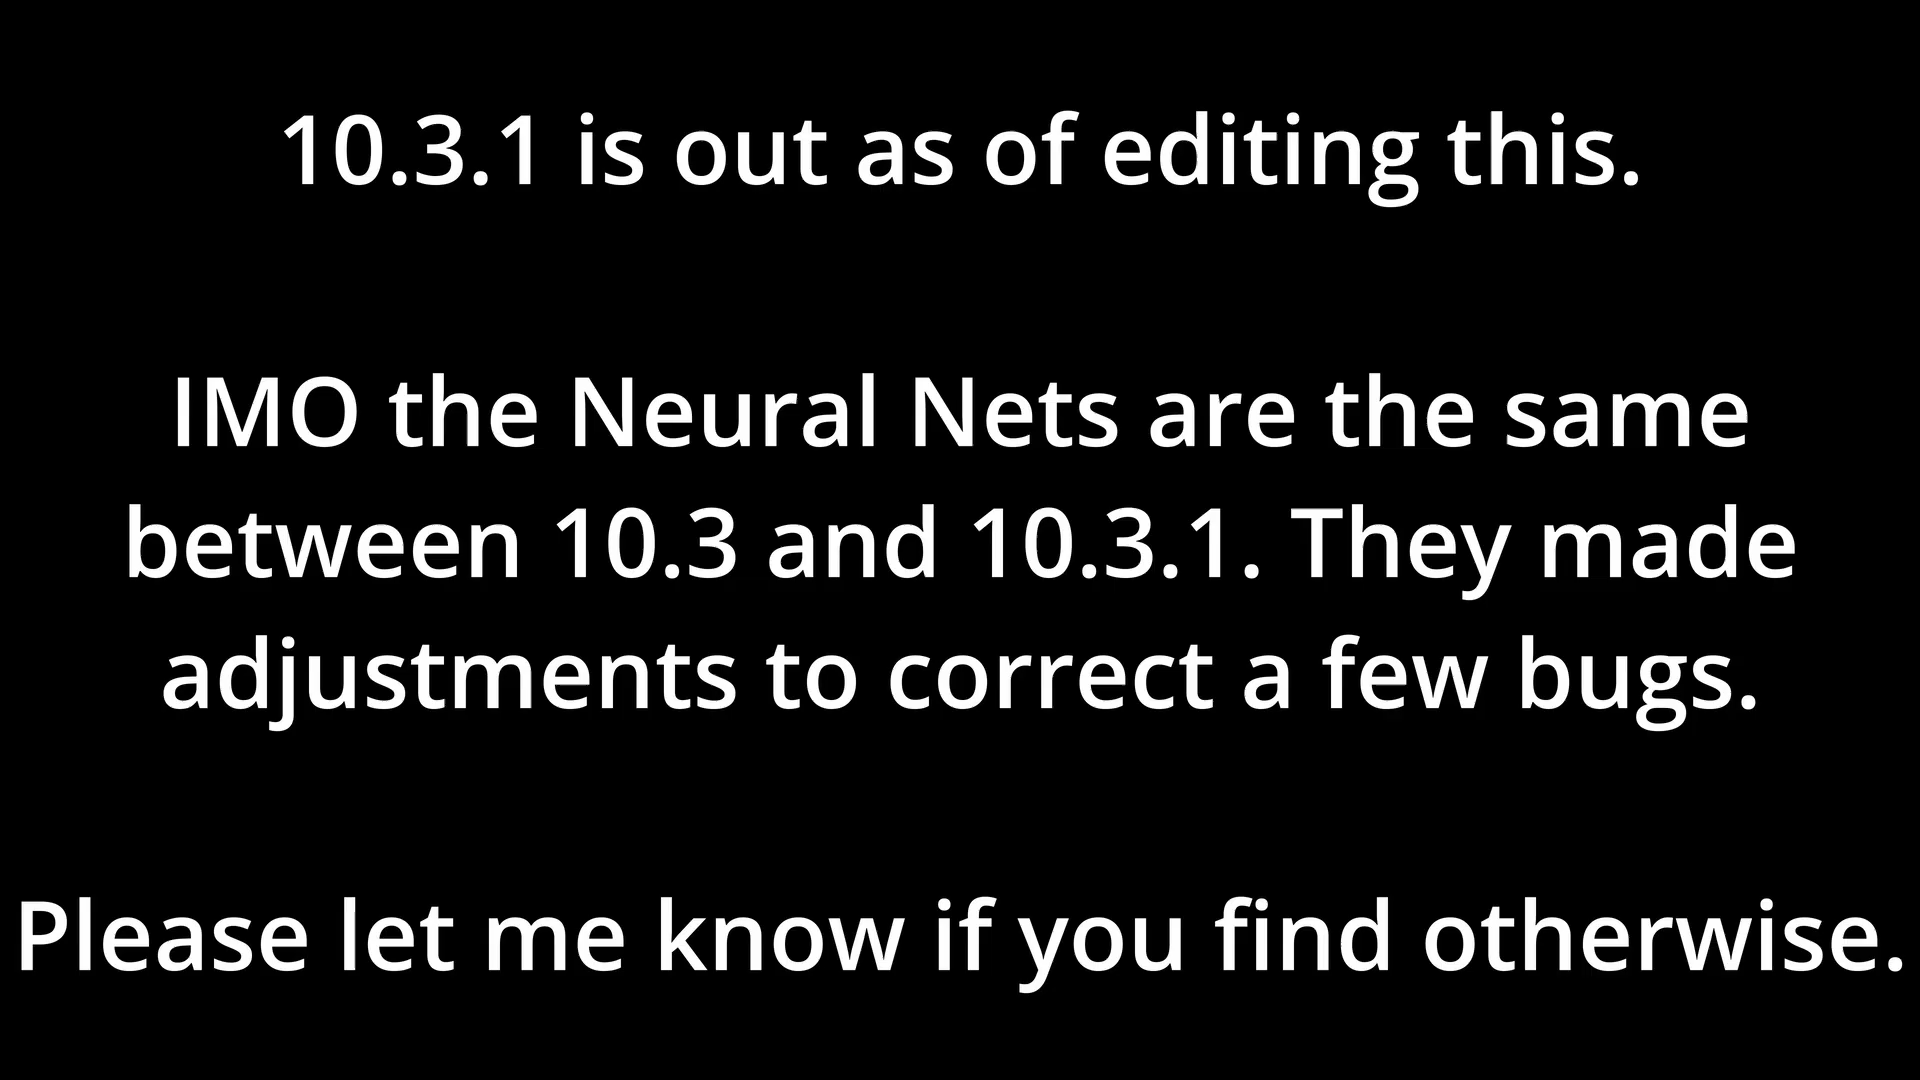 10.3.1 is out as of editing this.
IMO the Neural Nets are the same
between 10.3 and 10.3.1. They made
adjustments to correct a few bugs.
Please let me know if you find otherwise.